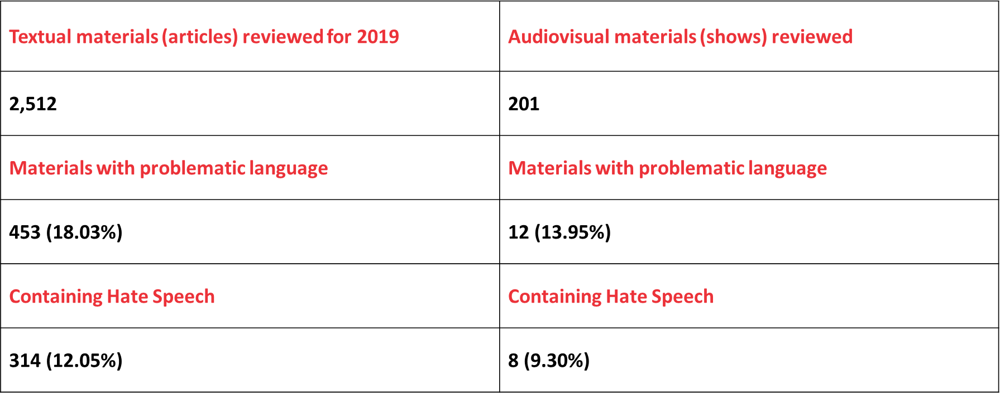 Textual materials (articles) reviewed for 2019
Audiovisual materials (shows) reviewed
2,512
201
Materials with problematic language
Materials with problematic language
453 (18.03%)
12 (13.95%)
Containing Hate Speech
Containing Hate Speech
314 (12.05%)
8 (9.30%)